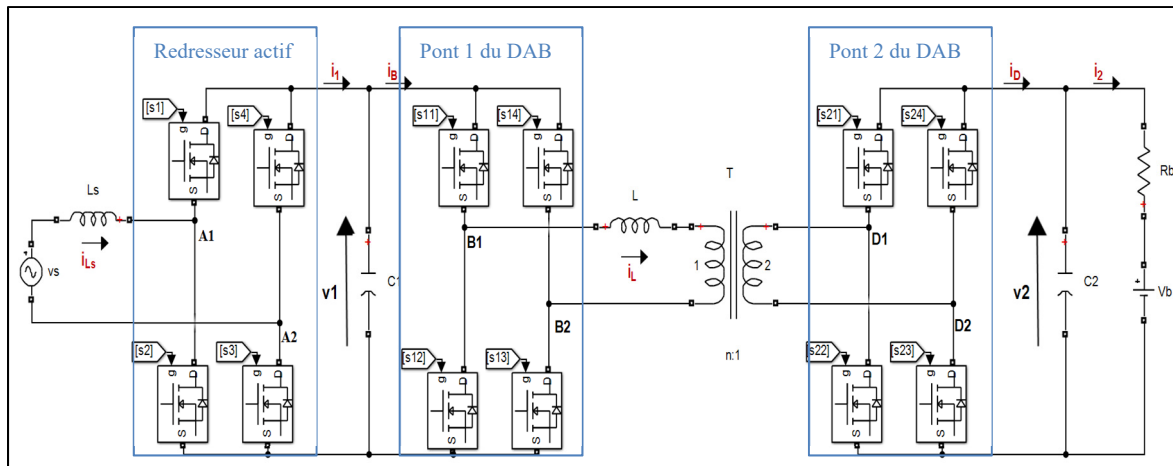 Redresseur actif
Pont 1 du DAB
Pont 2 du DAB
i1
iB
iD
i2
[s1]
[s4]
[s11]
[s14]
[s21]
[s24]
g
D
S
g
D
S
g
D
S
g
D
S
g
D
S
g
D
S
Ls
A1
iLs
vs
A2
v1
C1
B1
B2
L
iL
T
1
2
n:1
D1
D2
v2
C2
Rb
Vb
[s2]
[s3]
[s12]
[s13]
[s22]
[s23]
g
D
S
g
D
S
g
D
S
g
D
S
g
D
S
g
D
S